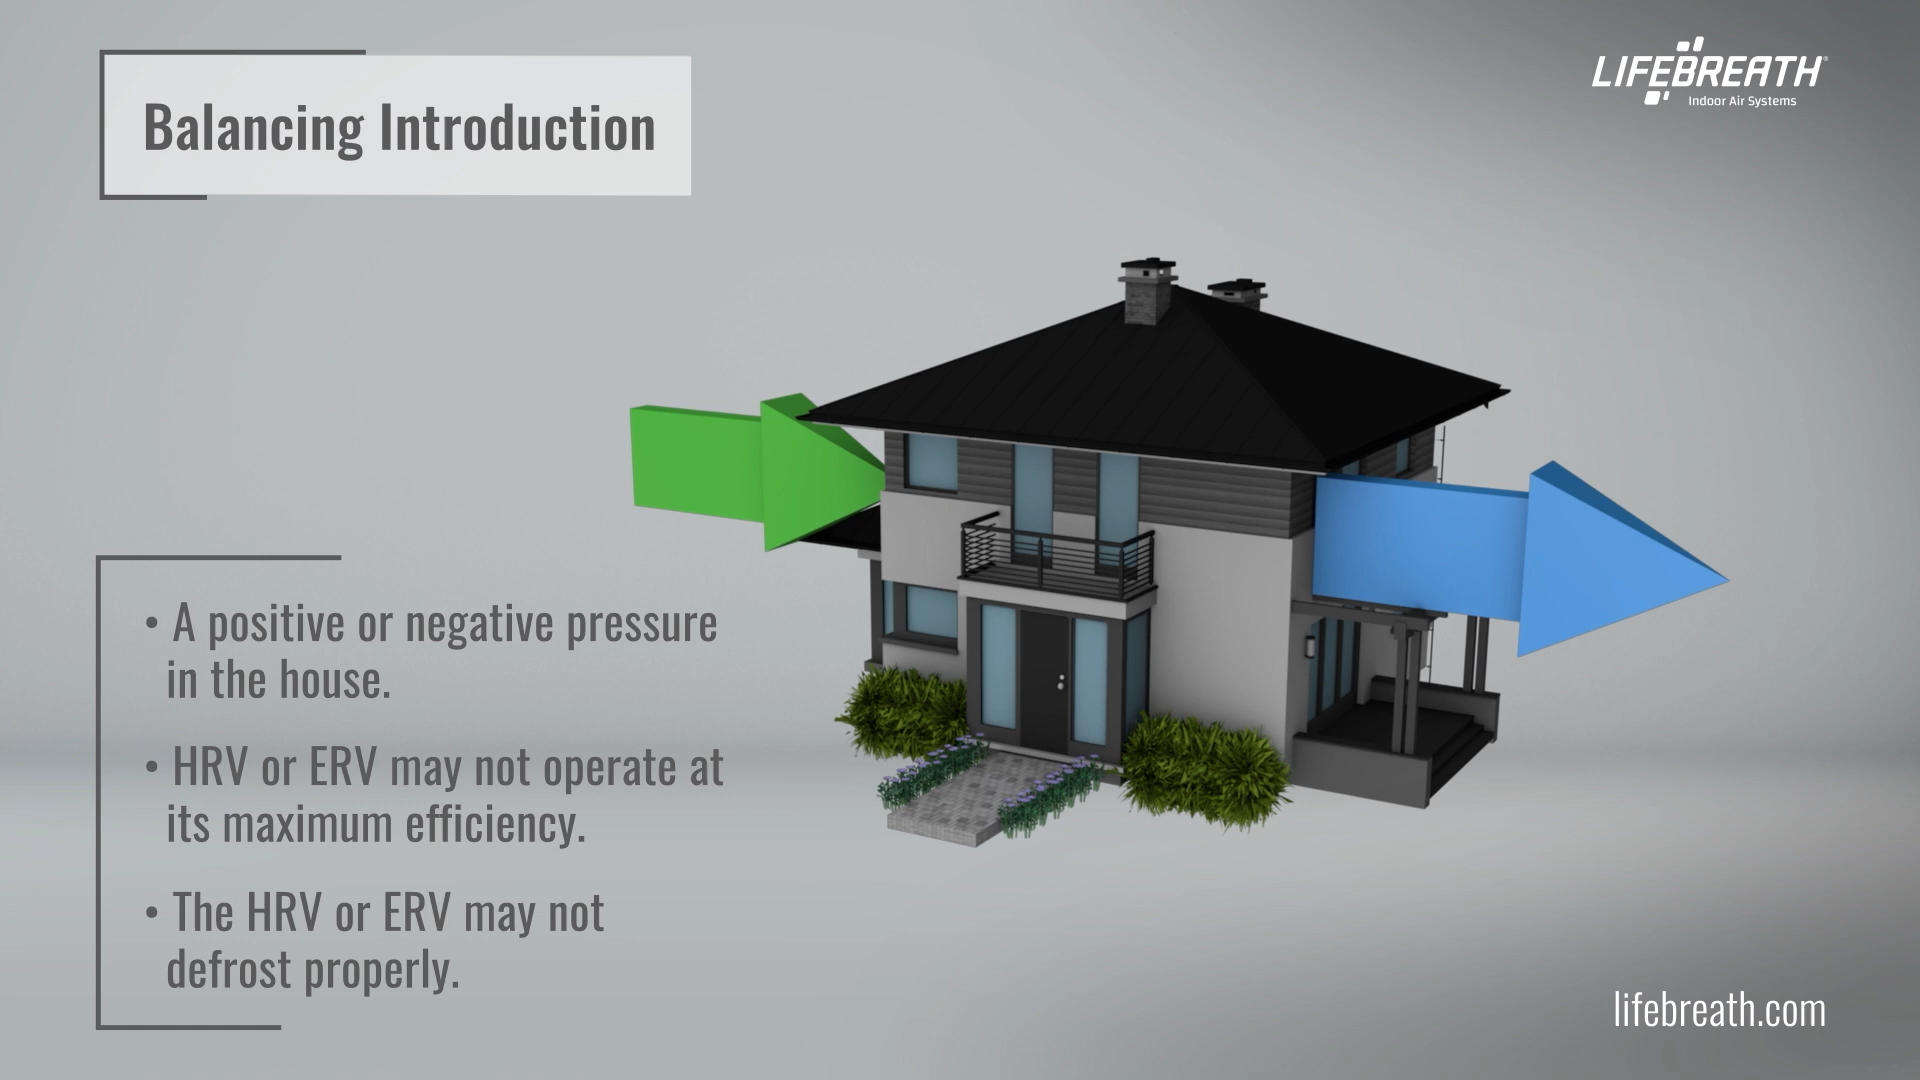 LIFEBREATH®
Indoor Air Systems
Balancing Introduction
• A positive or negative pressure
in the house.
• HRV or ERV may not operate at
its maximum efficiency.
• The HRV or ERV may not
defrost properly.
lifebreath.com